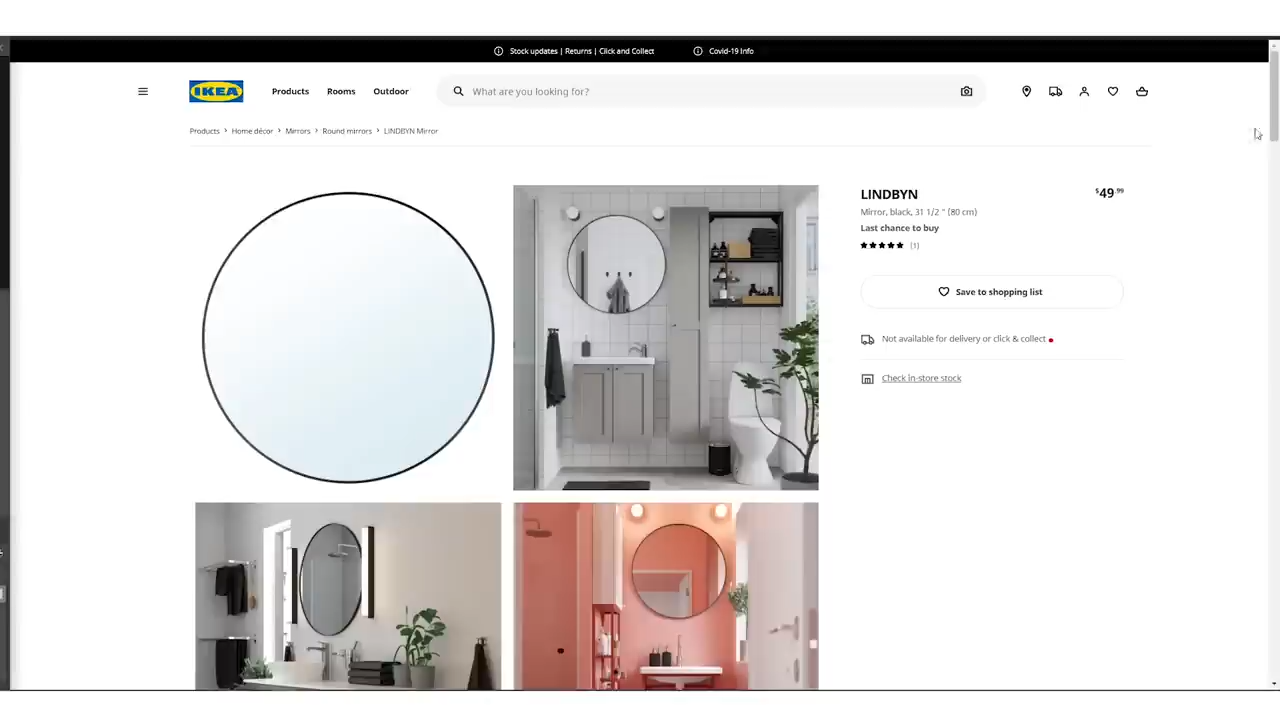 Stock updates | Returns | Click and Collect
Covid-19 Info
IKEA
Products
Rooms
Outdoor
What are you looking for?
Products > Home décor > Mirrors > Round mirrors > LINDBYN Mirror
LINDBYN
$49.99
Mirror, black, 31 1/2 " (80 cm)
Last chance to buy
(1)
Save to shopping list
Not available for delivery or click & collect
Check in-store stock